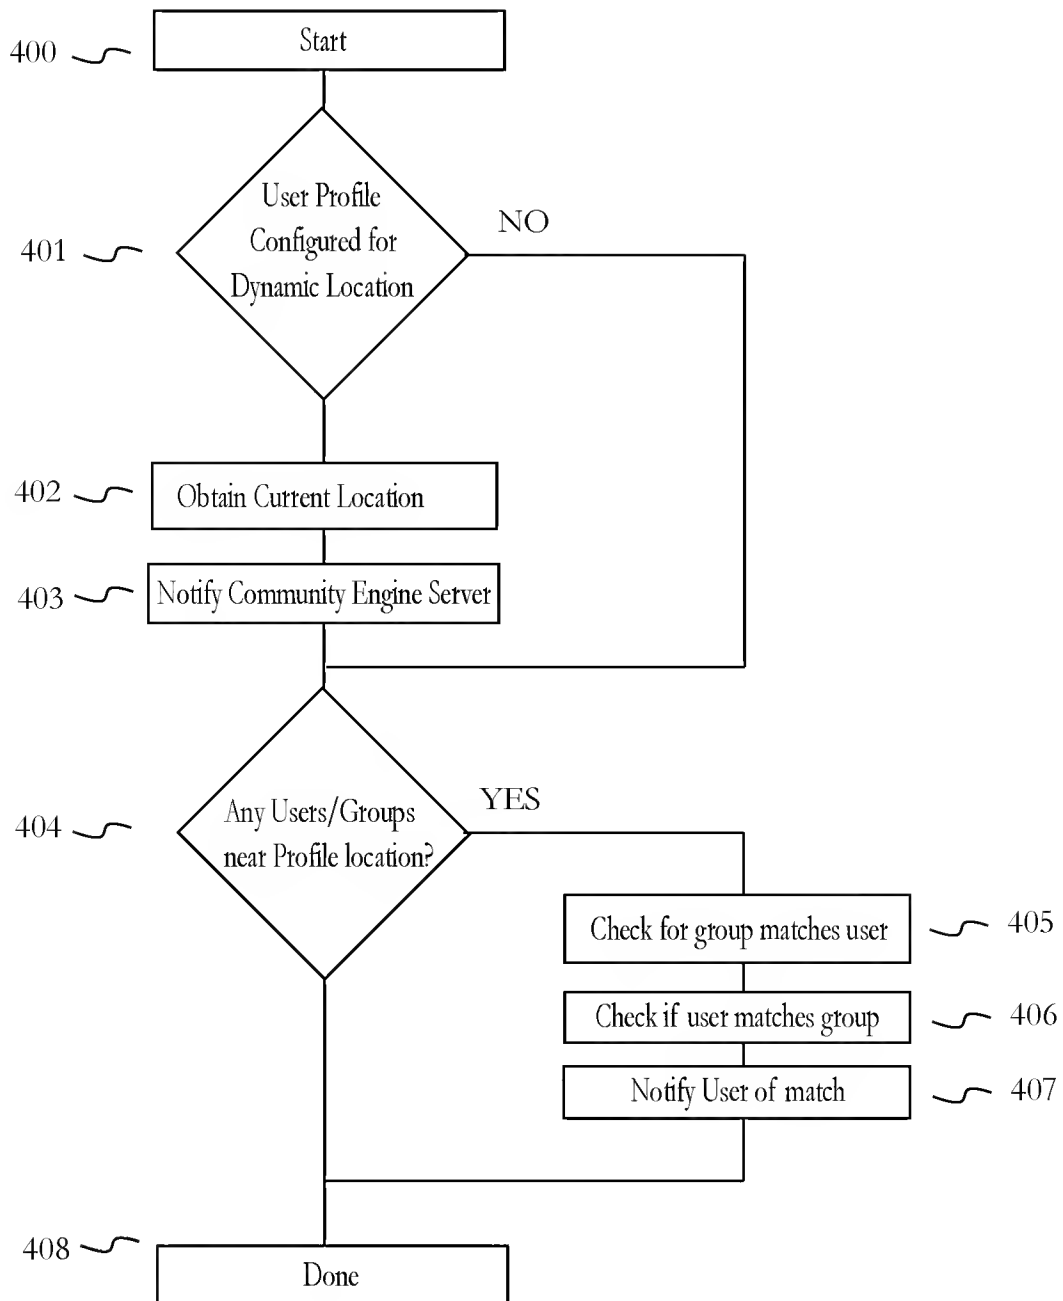 400
Start
401
User Profile
Configured for
Dynamic Location
NO
402
Obtain Current Location
403
Notify Community Engine Server
404
Any Users/Groups
near Profile location?
YES
Check for group matches user
405
Check if user matches group
406
Notify User of match
407
408
Done